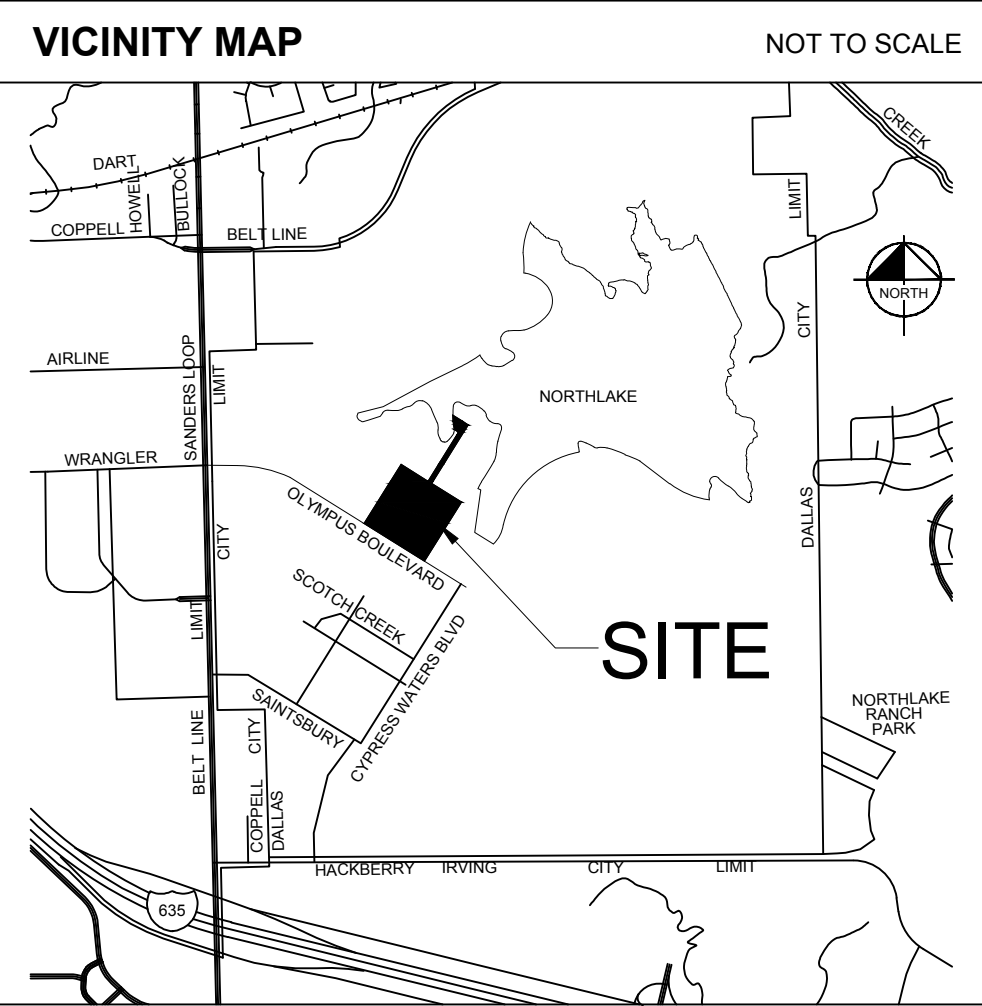 VICINITY MAP
NOT TO SCALE
CREEK
DART
HOWELL
BULLOCK
COPPELL
BELT LINE
LIMIT
NORTH
CITY
AIRLINE
SANDERS LOOP
LIMIT
NORTHLAKE
WRANGLER
OLYMPUS BOULEVARD
DALLAS
CITY
SCOTCH CREEK
LIMIT
SITE
CYPRESS WATERS BLVD
SAINTSBURY
NORTHLAKE
RANCH
PARK
BELT LINE
CITY
COPPELL
DALLAS
HACKBERRY
IRVING
CITY
LIMIT
635